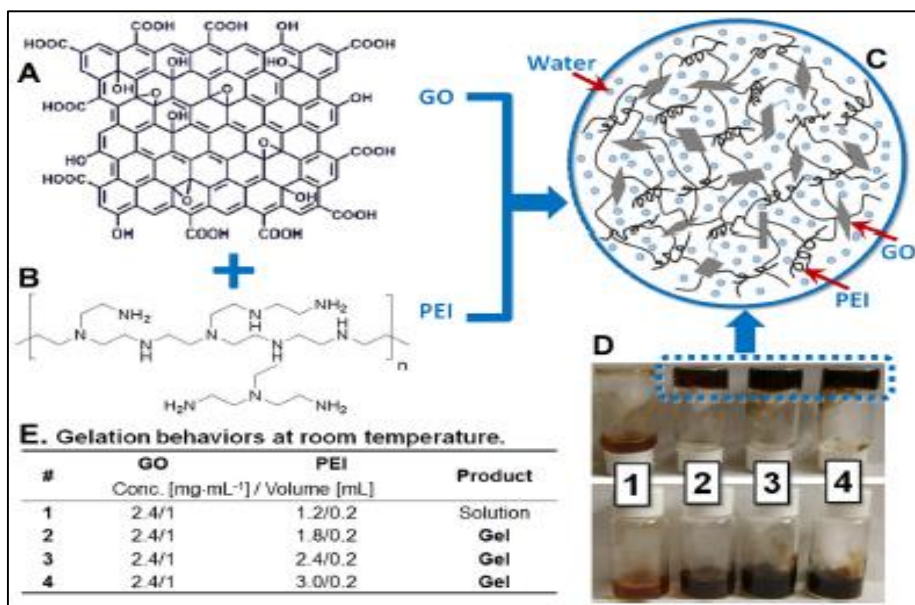 A
COOH
COOH
COOH
OH
HOOC
HO
COOH
HOOC
OH
O
O
OH
OH
HOOC
OH
O
HO
COOH
HOOC
O
OH
COOH
OH
COOH
COOH
COOH
GO
PEI
C
Water
GO
PEI
B
NH₂
N
H
NH₂
H
N
N
N
H
N
N
H
n
N
H₂N
NH₂
D
1
2
3
4
E. Gelation behaviors at room temperature.
# GO PEI Product
Conc. [mg·mL⁻¹] / Volume [mL]
1 2.4/1 1.2/0.2 Solution
2 2.4/1 1.8/0.2 Gel
3 2.4/1 2.4/0.2 Gel
4 2.4/1 3.0/0.2 Gel